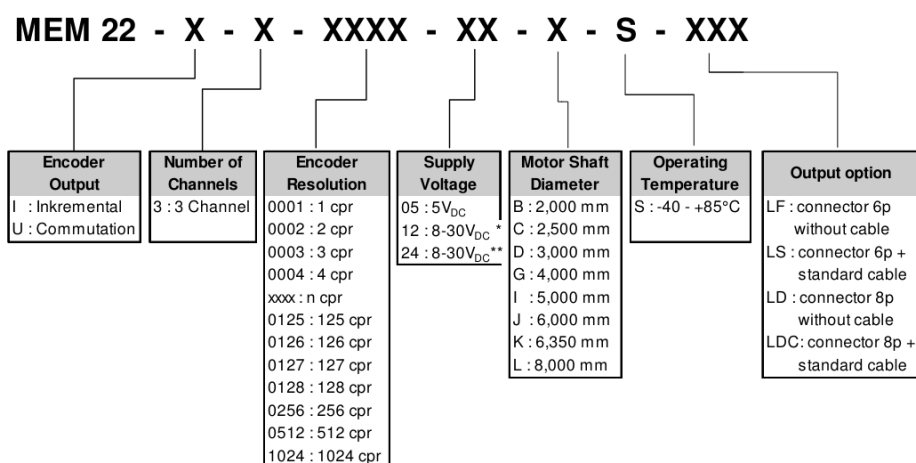 MEM 22 - X - X - XXXX - XX - X - S - XXX
Encoder
Output
I : Inkremental
U : Commutation
Number of
Channels
3 : 3 Channel
Encoder
Resolution
0001 : 1 cpr
0002 : 2 cpr
0003 : 3 cpr
0004 : 4 cpr
xxxx : n cpr
0125 : 125 cpr
0126 : 126 cpr
0127 : 127 cpr
0128 : 128 cpr
0256 : 256 cpr
0512 : 512 cpr
1024 : 1024 cpr
Supply
Voltage
05 : 5VDC
12 : 8-30VDC *
24 : 8-30VDC**
Motor Shaft
Diameter
B : 2,000 mm
C : 2,500 mm
D : 3,000 mm
G : 4,000 mm
I : 5,000 mm
J : 6,000 mm
K : 6,350 mm
L : 8,000 mm
Operating
Temperature
S : -40 - +85°C
Output option
LF : connector 6p
without cable
LS : connector 6p +
standard cable
LD : connector 8p
without cable
LDC: connector 8p +
standard cable